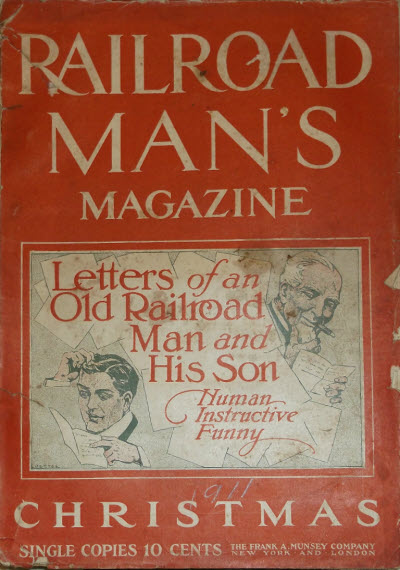 RAILROAD
MAN'S
MAGAZINE
Letters of an
Old Railroad
Man and
His Son
Human
Instructive
Funny
1911
CHRISTMAS
SINGLE COPIES 10 CENTS THE FRANK A. MUNSEY COMPANY
NEW YORK AND LONDON